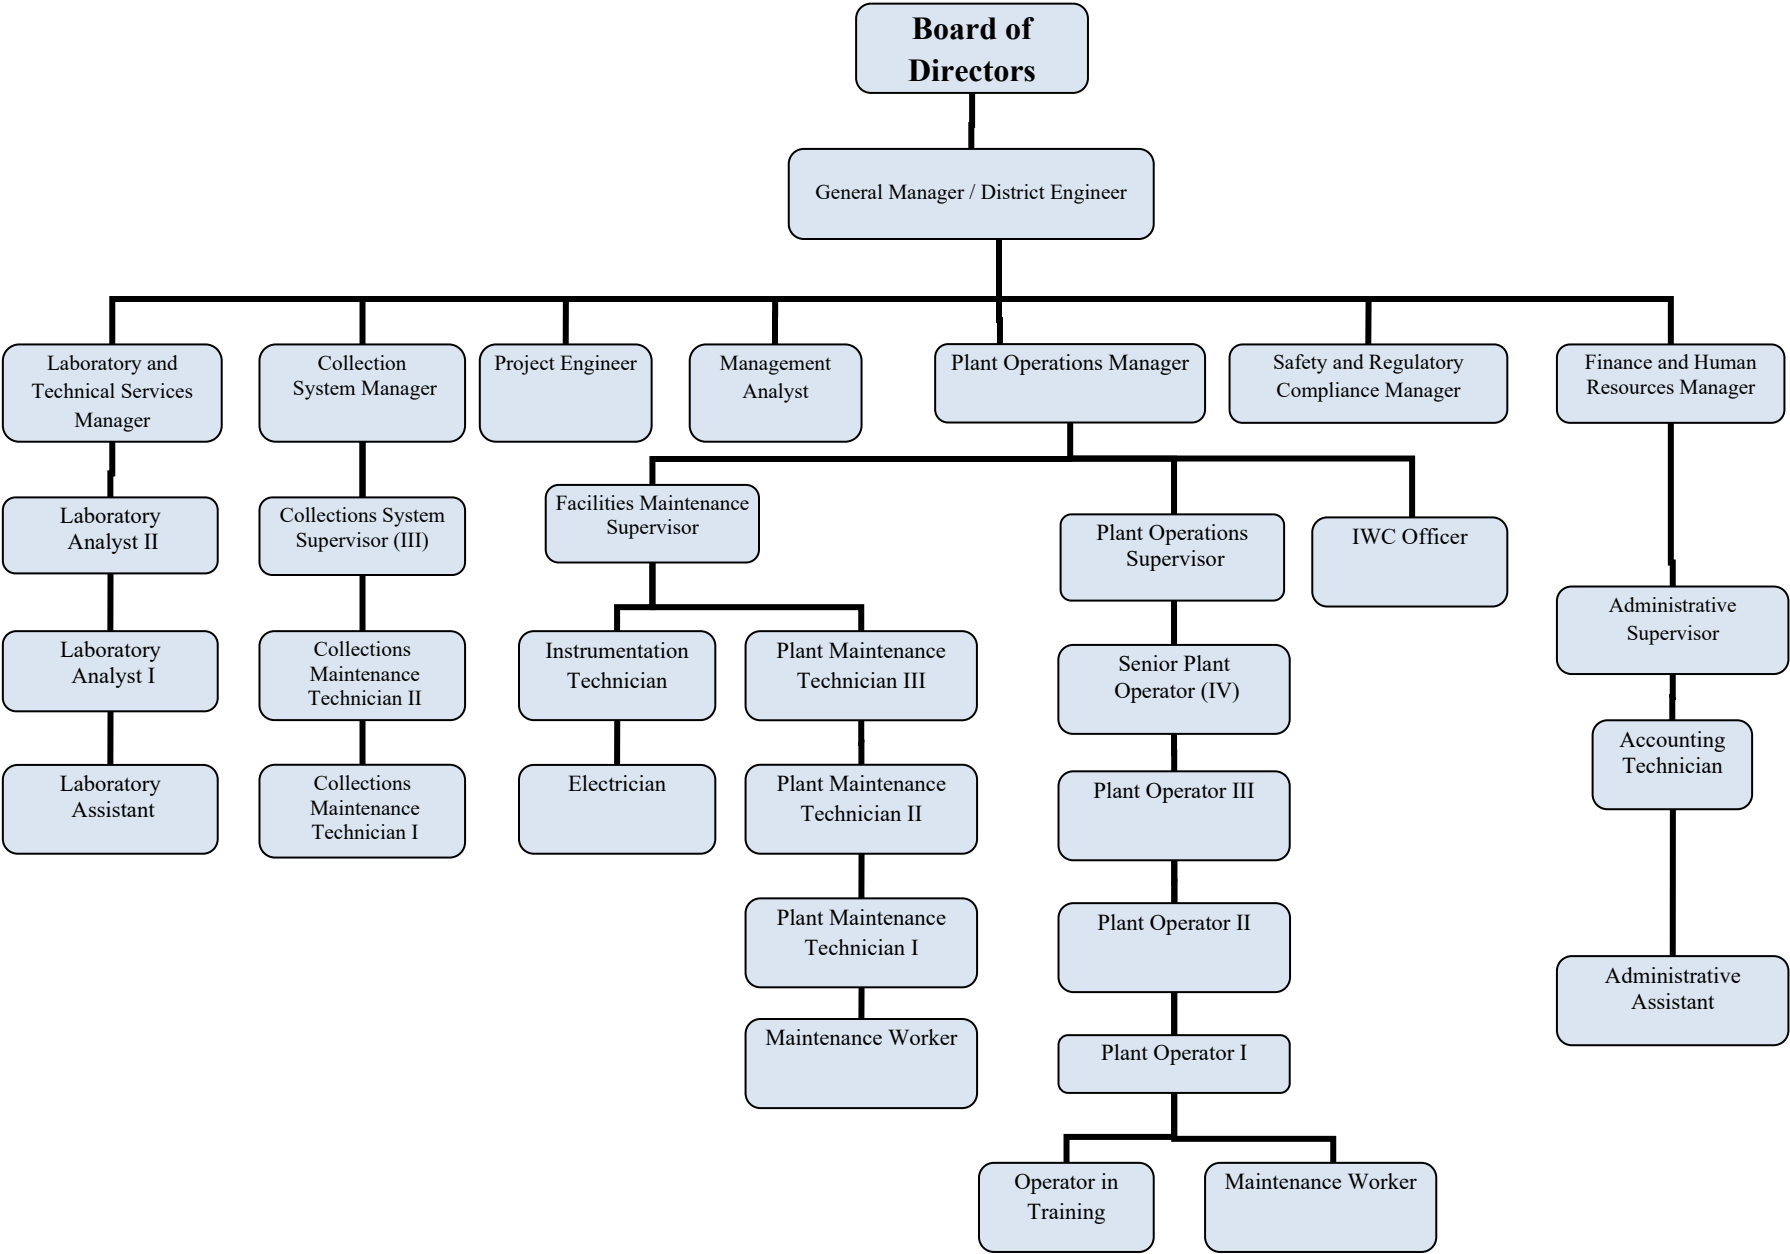 Board of
Directors
General Manager / District Engineer
Laboratory and
Technical Services
Manager
Collection
System Manager
Project Engineer
Management
Analyst
Plant Operations Manager
Safety and Regulatory
Compliance Manager
Finance and Human
Resources Manager
Laboratory
Analyst II
Collections System
Supervisor (III)
Facilities Maintenance
Supervisor
Plant Operations
Supervisor
IWC Officer
Administrative
Supervisor
Laboratory
Analyst I
Collections
Maintenance
Technician II
Instrumentation
Technician
Plant Maintenance
Technician III
Senior Plant
Operator (IV)
Accounting
Technician
Laboratory
Assistant
Collections
Maintenance
Technician I
Electrician
Plant Maintenance
Technician II
Plant Operator III
Plant Maintenance
Technician I
Plant Operator II
Administrative
Assistant
Maintenance Worker
Plant Operator I
Operator in
Training
Maintenance Worker